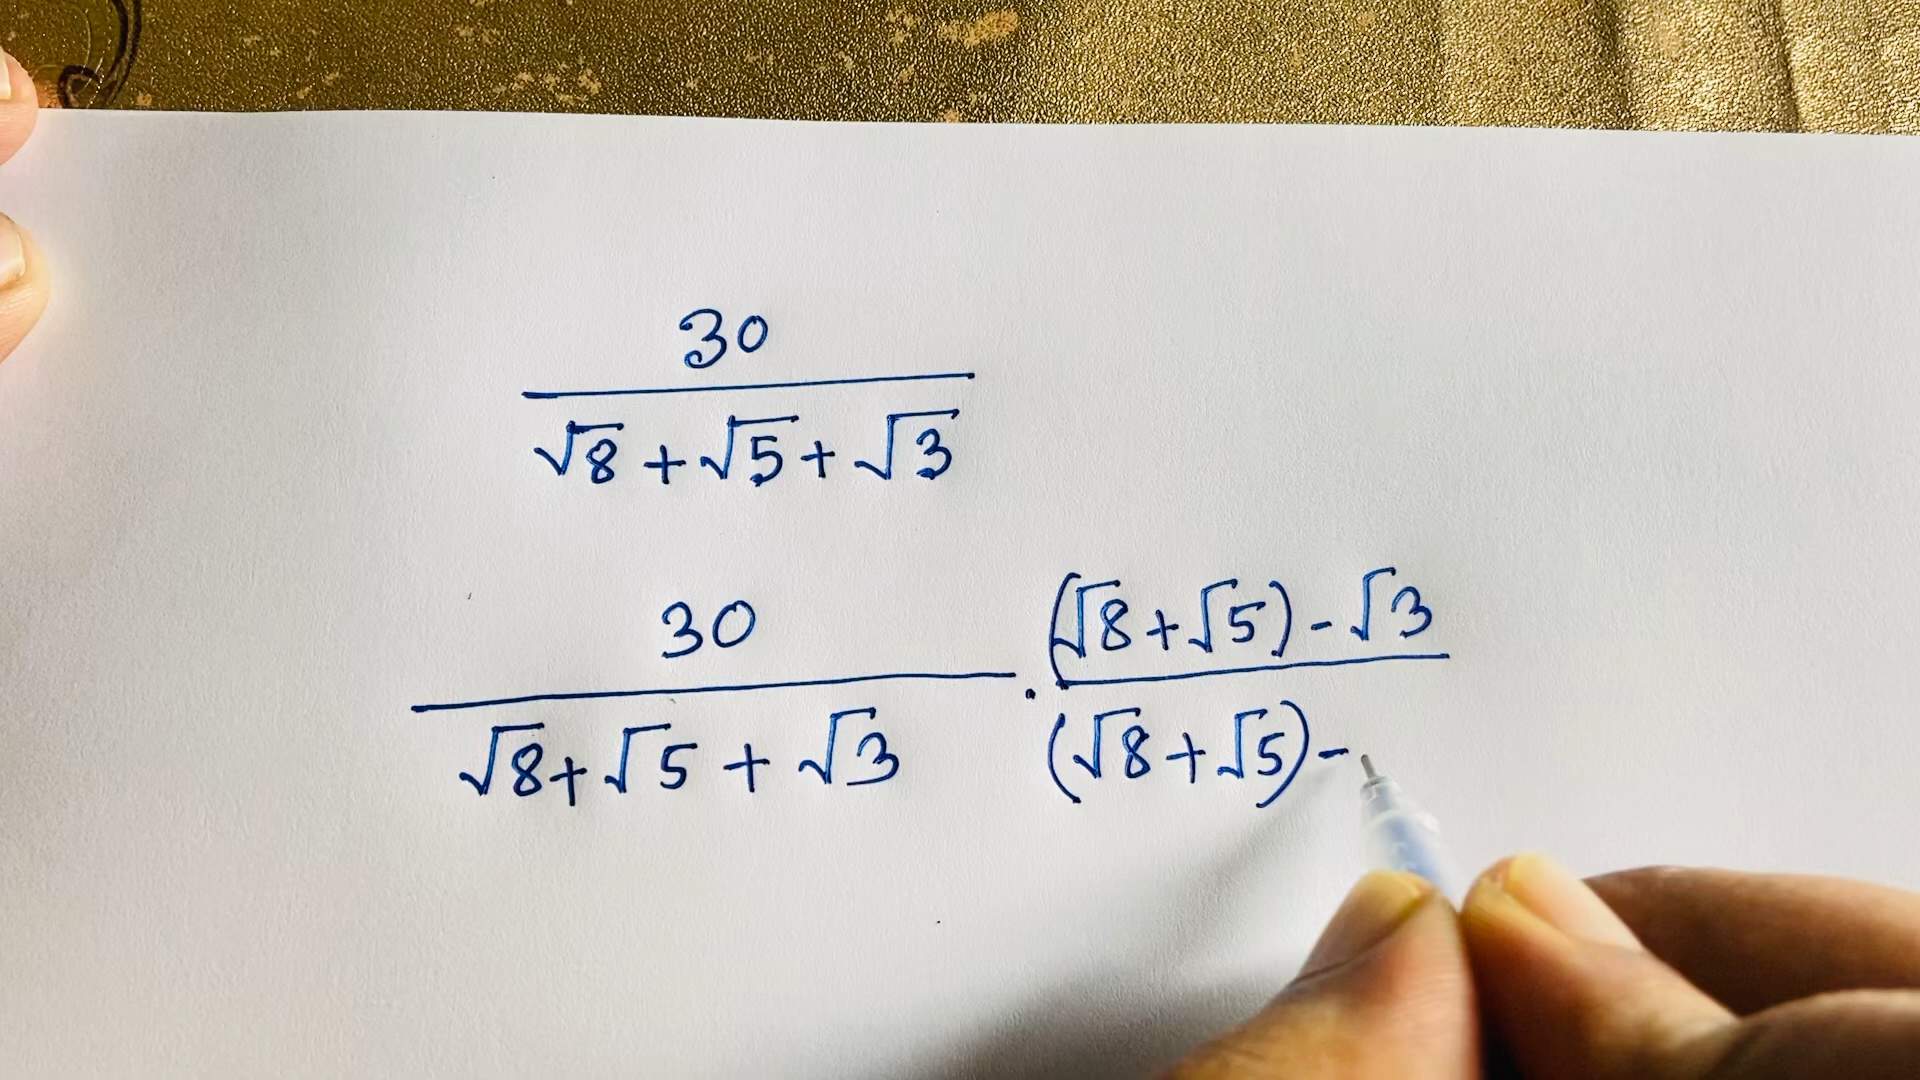 30
√8 + √5 + √3
30
(√8 + √5) - √3
√8 + √5 + √3
.
(√8 + √5) -